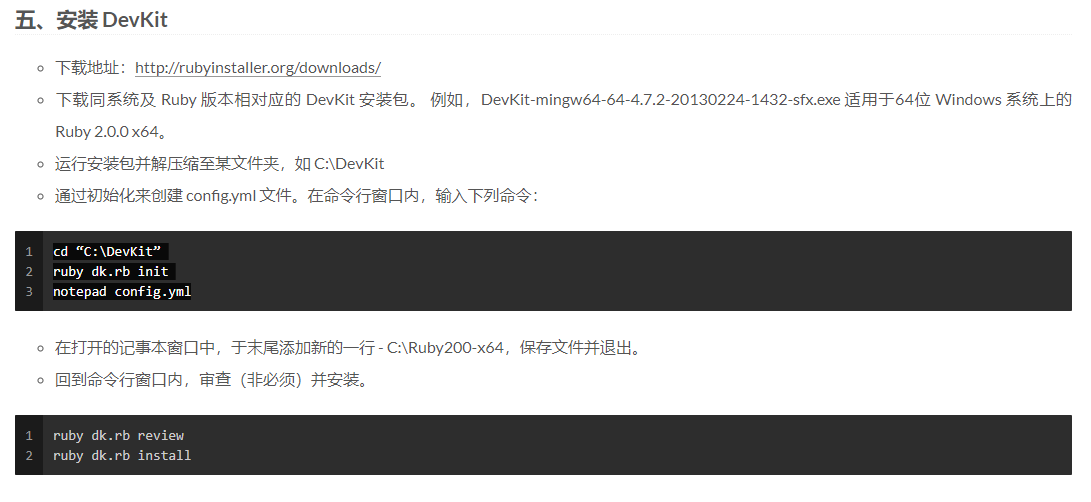 五、安装 DevKit
下载地址：http://rubyinstaller.org/downloads/
下载同系统及 Ruby 版本相对应的 DevKit 安装包。 例如，DevKit-mingw64-64-4.7.2-20130224-1432-sfx.exe 适用于64位 Windows 系统上的
Ruby 2.0.0 x64。
运行安装包并解压缩至某文件夹，如 C:\DevKit
通过初始化来创建 config.yml 文件。在命令行窗口内，输入下列命令：
1 cd “C:\DevKit”
2 ruby dk.rb init
3 notepad config.yml
在打开的记事本窗口中，于末尾添加新的一行 - C:\Ruby200-x64，保存文件并退出。
回到命令行窗口内，审查（非必须）并安装。
1 ruby dk.rb review
2 ruby dk.rb install